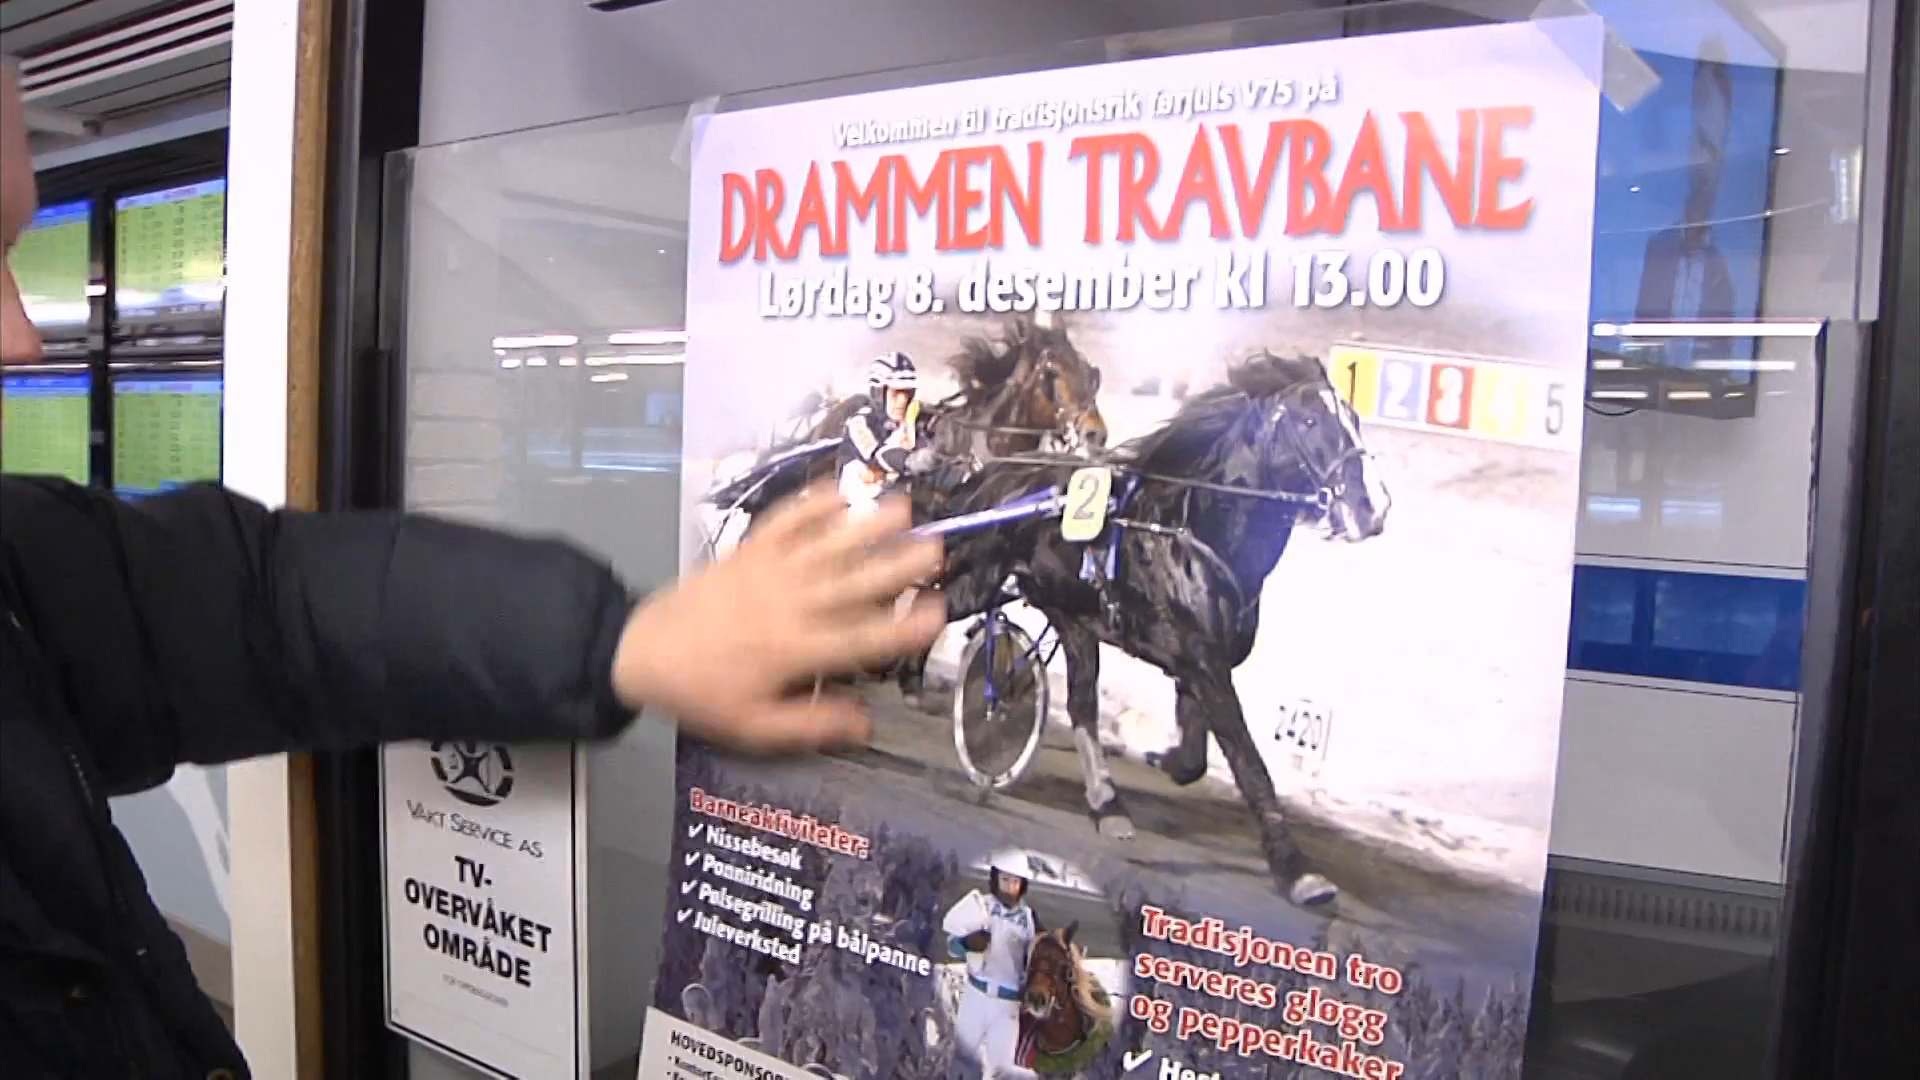 Velkommen til tradisjonsrik førjuls V75 på
DRAMMEN TRAVBANE
Lørdag 8. desember kl 13.00
1 2 3 4 5
2
2420
Barneaktiviteter:
✓ Nissebesøk
✓ Ponniridning
✓ Pølsegrilling på bålpanne
✓ Juleverksted
Tradisjonen tro
serveres gløgg
og pepperkaker
VAKT SERVICE AS
TV-
OVERVÅKET
OMRÅDE